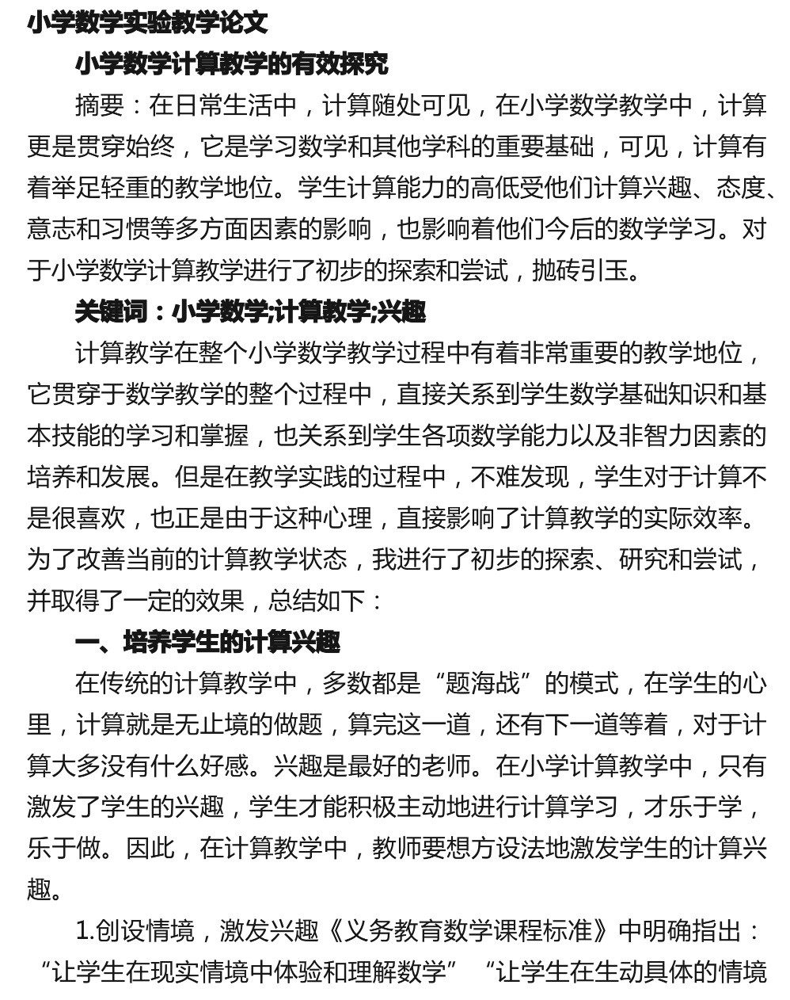 小学数学实验教学论文
小学数学计算教学的有效探究
摘要：在日常生活中，计算随处可见，在小学数学教学中，计算
更是贯穿始终，它是学习数学和其他学科的重要基础，可见，计算有
着举足轻重的教学地位。学生计算能力的高低受他们计算兴趣、态度、
意志和习惯等多方面因素的影响，也影响着他们今后的数学学习。对
于小学数学计算教学进行了初步的探索和尝试，抛砖引玉。
关键词：小学数学;计算教学;兴趣
计算教学在整个小学数学教学过程中有着非常重要的教学地位，
它贯穿于数学教学的整个过程中，直接关系到学生数学基础知识和基
本技能的学习和掌握，也关系到学生各项数学能力以及非智力因素的
培养和发展。但是在教学实践的过程中，不难发现，学生对于计算不
是很喜欢，也正是由于这种心理，直接影响了计算教学的实际效率。
为了改善当前的计算教学状态，我进行了初步的探索、研究和尝试，
并取得了一定的效果，总结如下：
一、培养学生的计算兴趣
在传统的计算教学中，多数都是“题海战”的模式，在学生的心
里，计算就是无止境的做题，算完这一道，还有下一道等着，对于计
算大多没有什么好感。兴趣是最好的老师。在小学计算教学中，只有
激发了学生的兴趣，学生才能积极主动地进行计算学习，才乐于学，
乐于做。因此，在计算教学中，教师要想方设法地激发学生的计算兴
趣。
1.创设情境，激发兴趣《义务教育数学课程标准》中明确指出：
“让学生在现实情境中体验和理解数学”“让学生在生动具体的情境